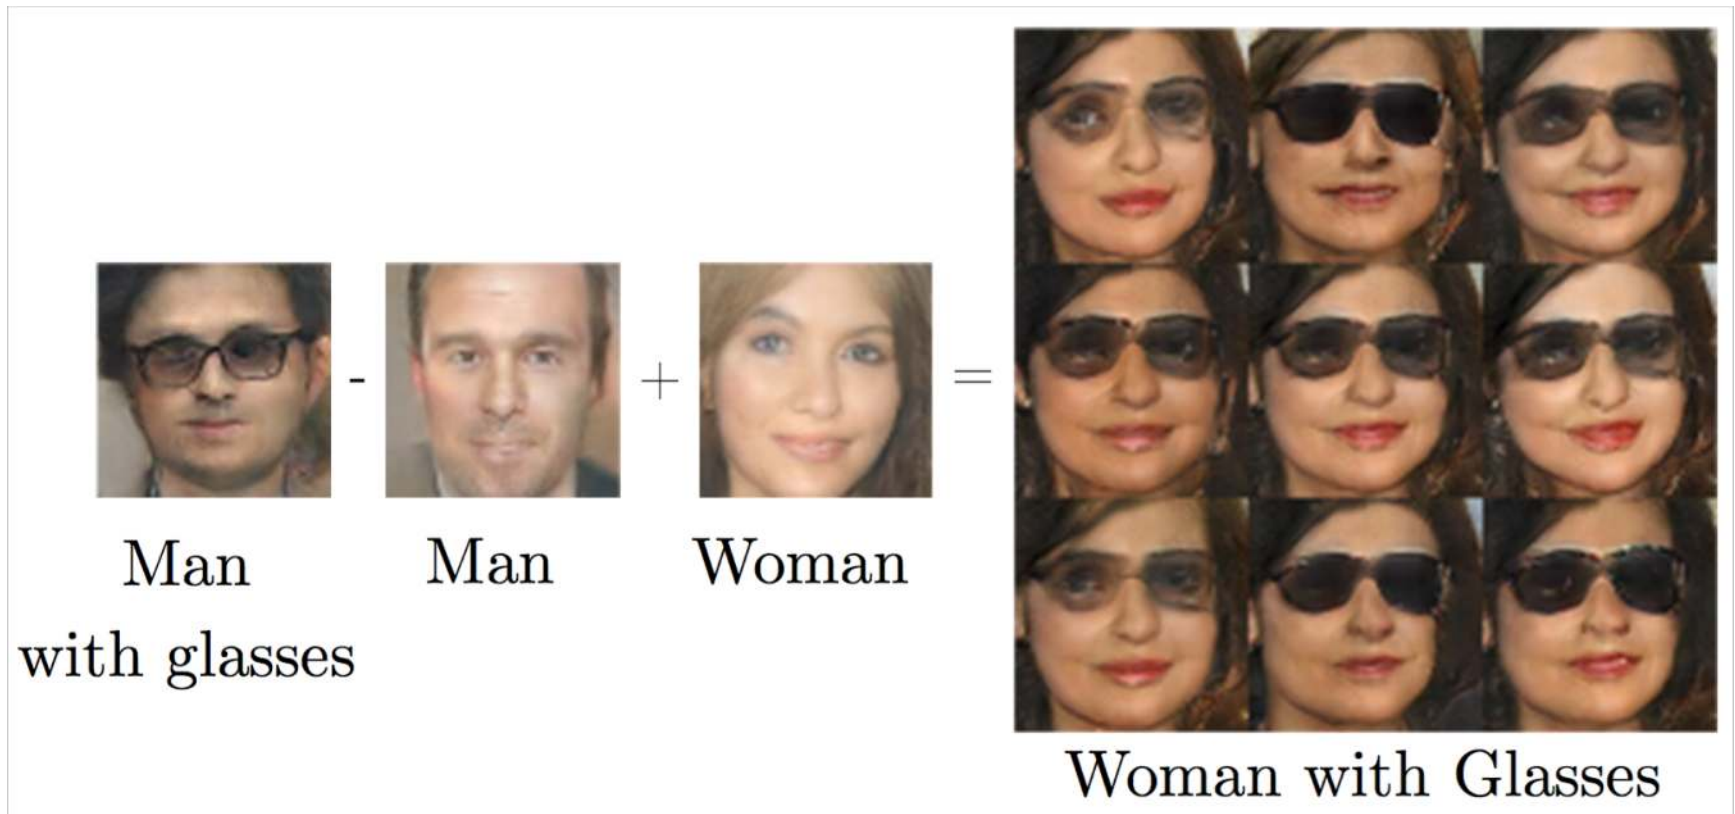 - + =
Man Man Woman
with glasses
Woman with Glasses